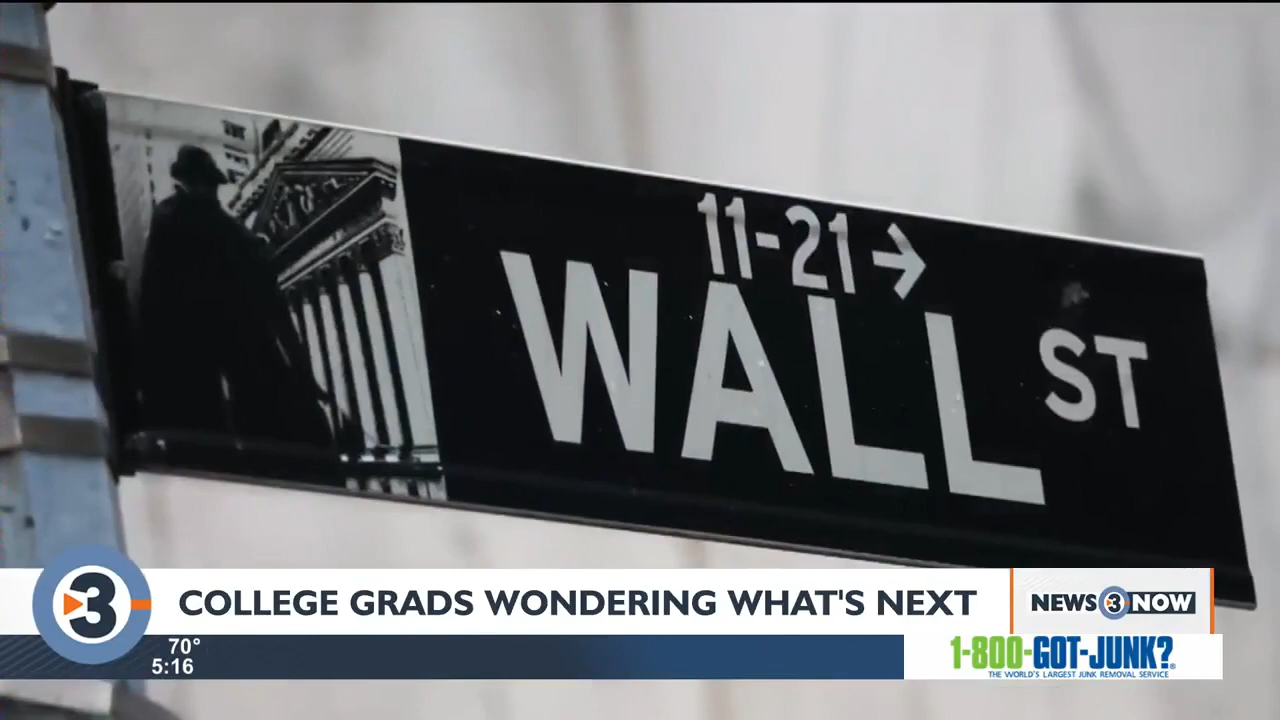 11-21→
WALL ST
3 COLLEGE GRADS WONDERING WHAT'S NEXT
NEWS 3 NOW
70°
5:16
1-800-GOT-JUNK?
THE WORLD'S LARGEST JUNK REMOVAL SERVICE